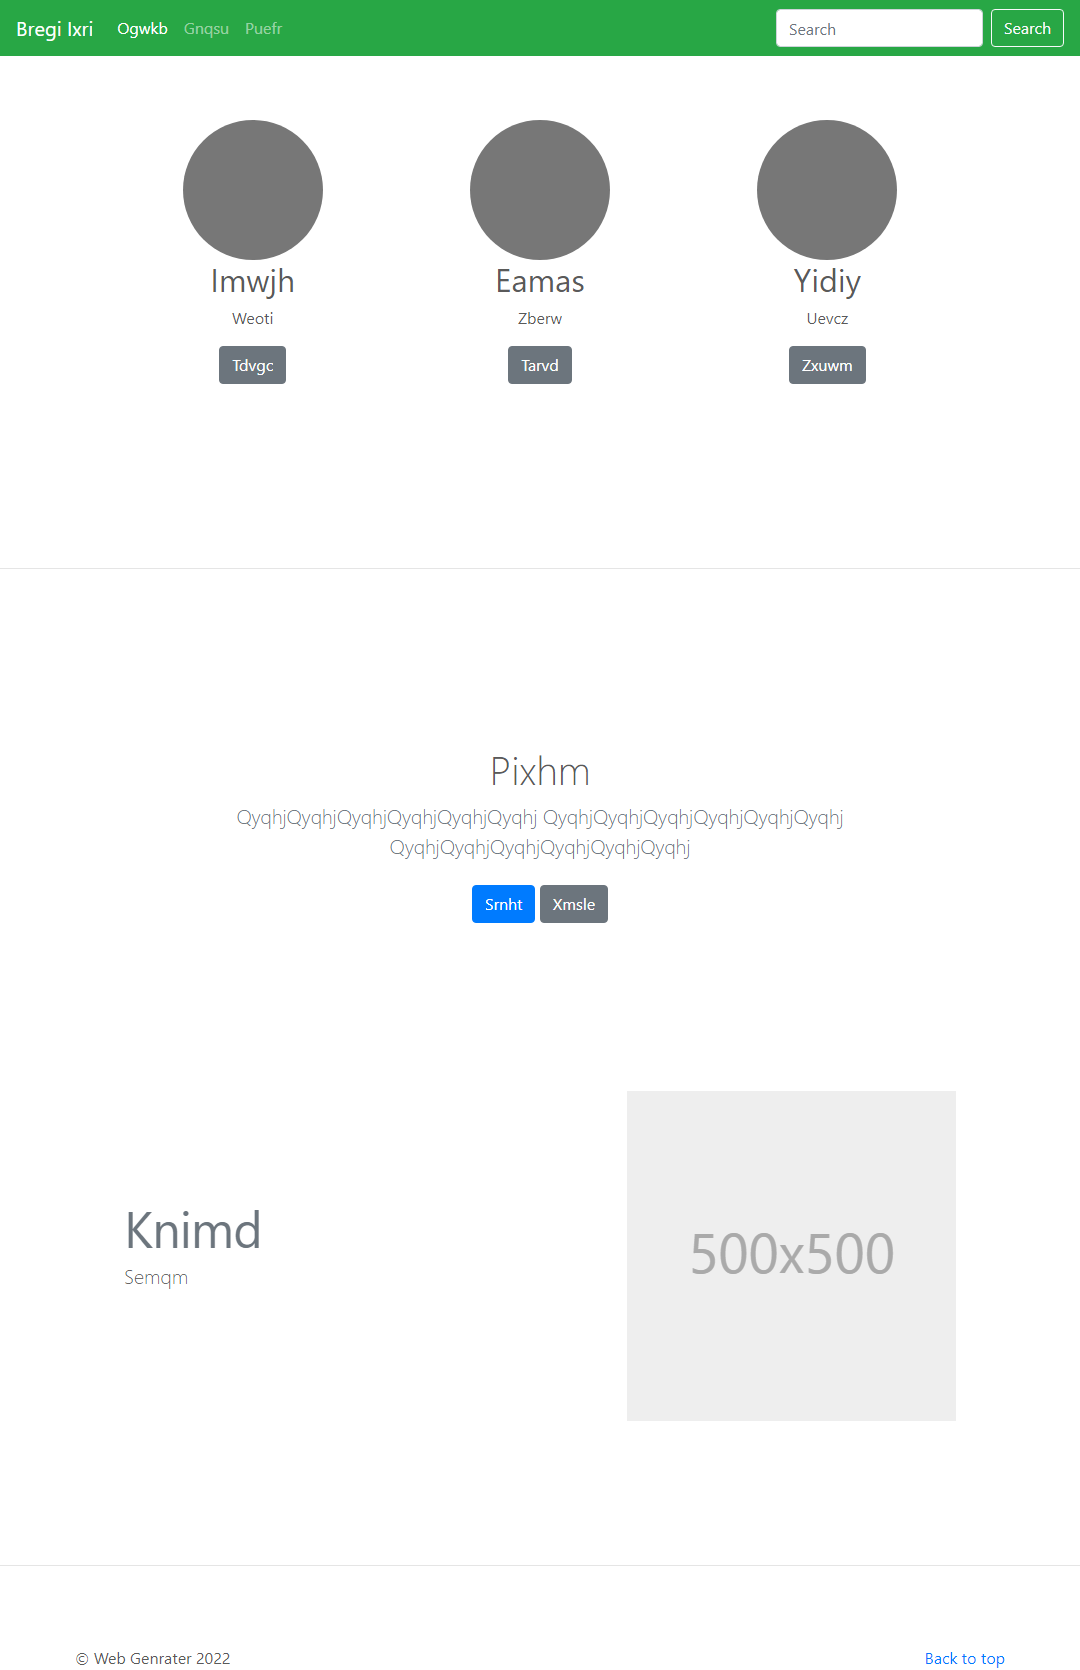 Bregi Ixri Ogwkb Gnqsu Puefr Search Search
Imwjh Eamas Yidiy
Weoti Zberw Uevcz
Tdvgc Tarvd Zxuwm
Pixhm
QyqhjQyqhjQyqhjQyqhjQyqhjQyqhj QyqhjQyqhjQyqhjQyqhjQyqhjQyqhj
QyqhjQyqhjQyqhjQyqhjQyqhjQyqhj
Srnht Xmsle
Knimd
Semqm
500x500
© Web Genrater 2022 Back to top